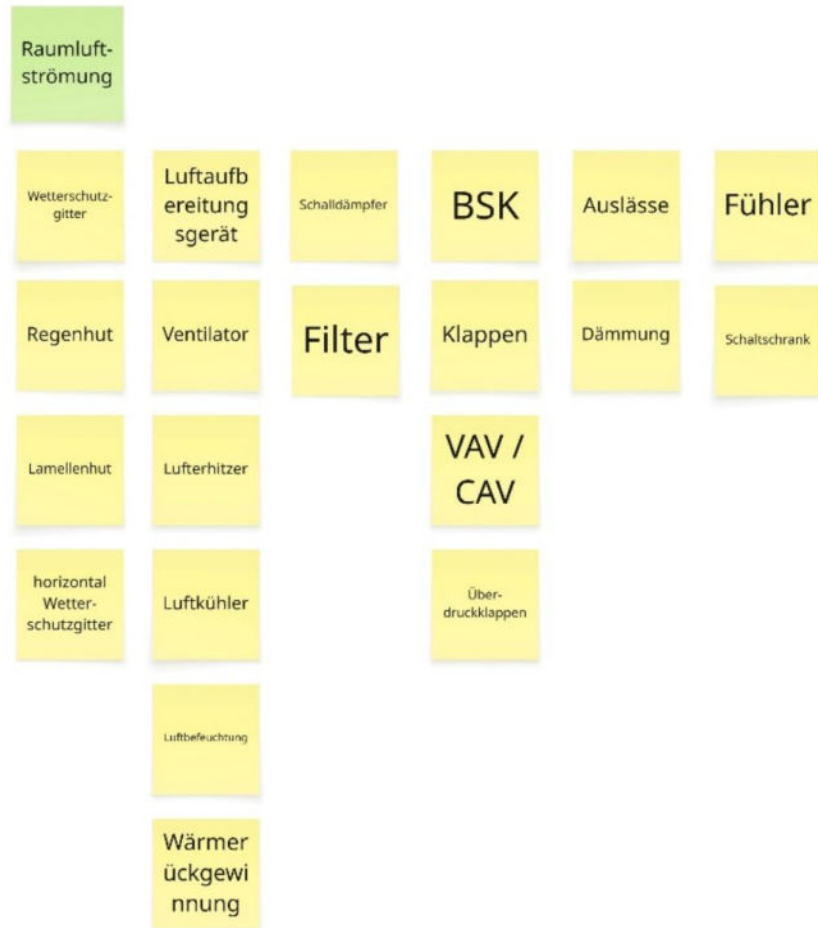 Raumluft-
strömung
Wetterschutz-
gitter
Luftaufb
ereitung
sgerät
Schalldämpfer
BSK
Auslässe
Fühler
Regenhut
Ventilator
Filter
Klappen
Dämmung
Schaltschrank
Lamellenhut
Lufterhitzer
VAV /
CAV
horizontal
Wetter-
schutzgitter
Luftkühler
Über-
druckklappen
Luftbefeuchtung
Wärmer
ückgewi
nnung